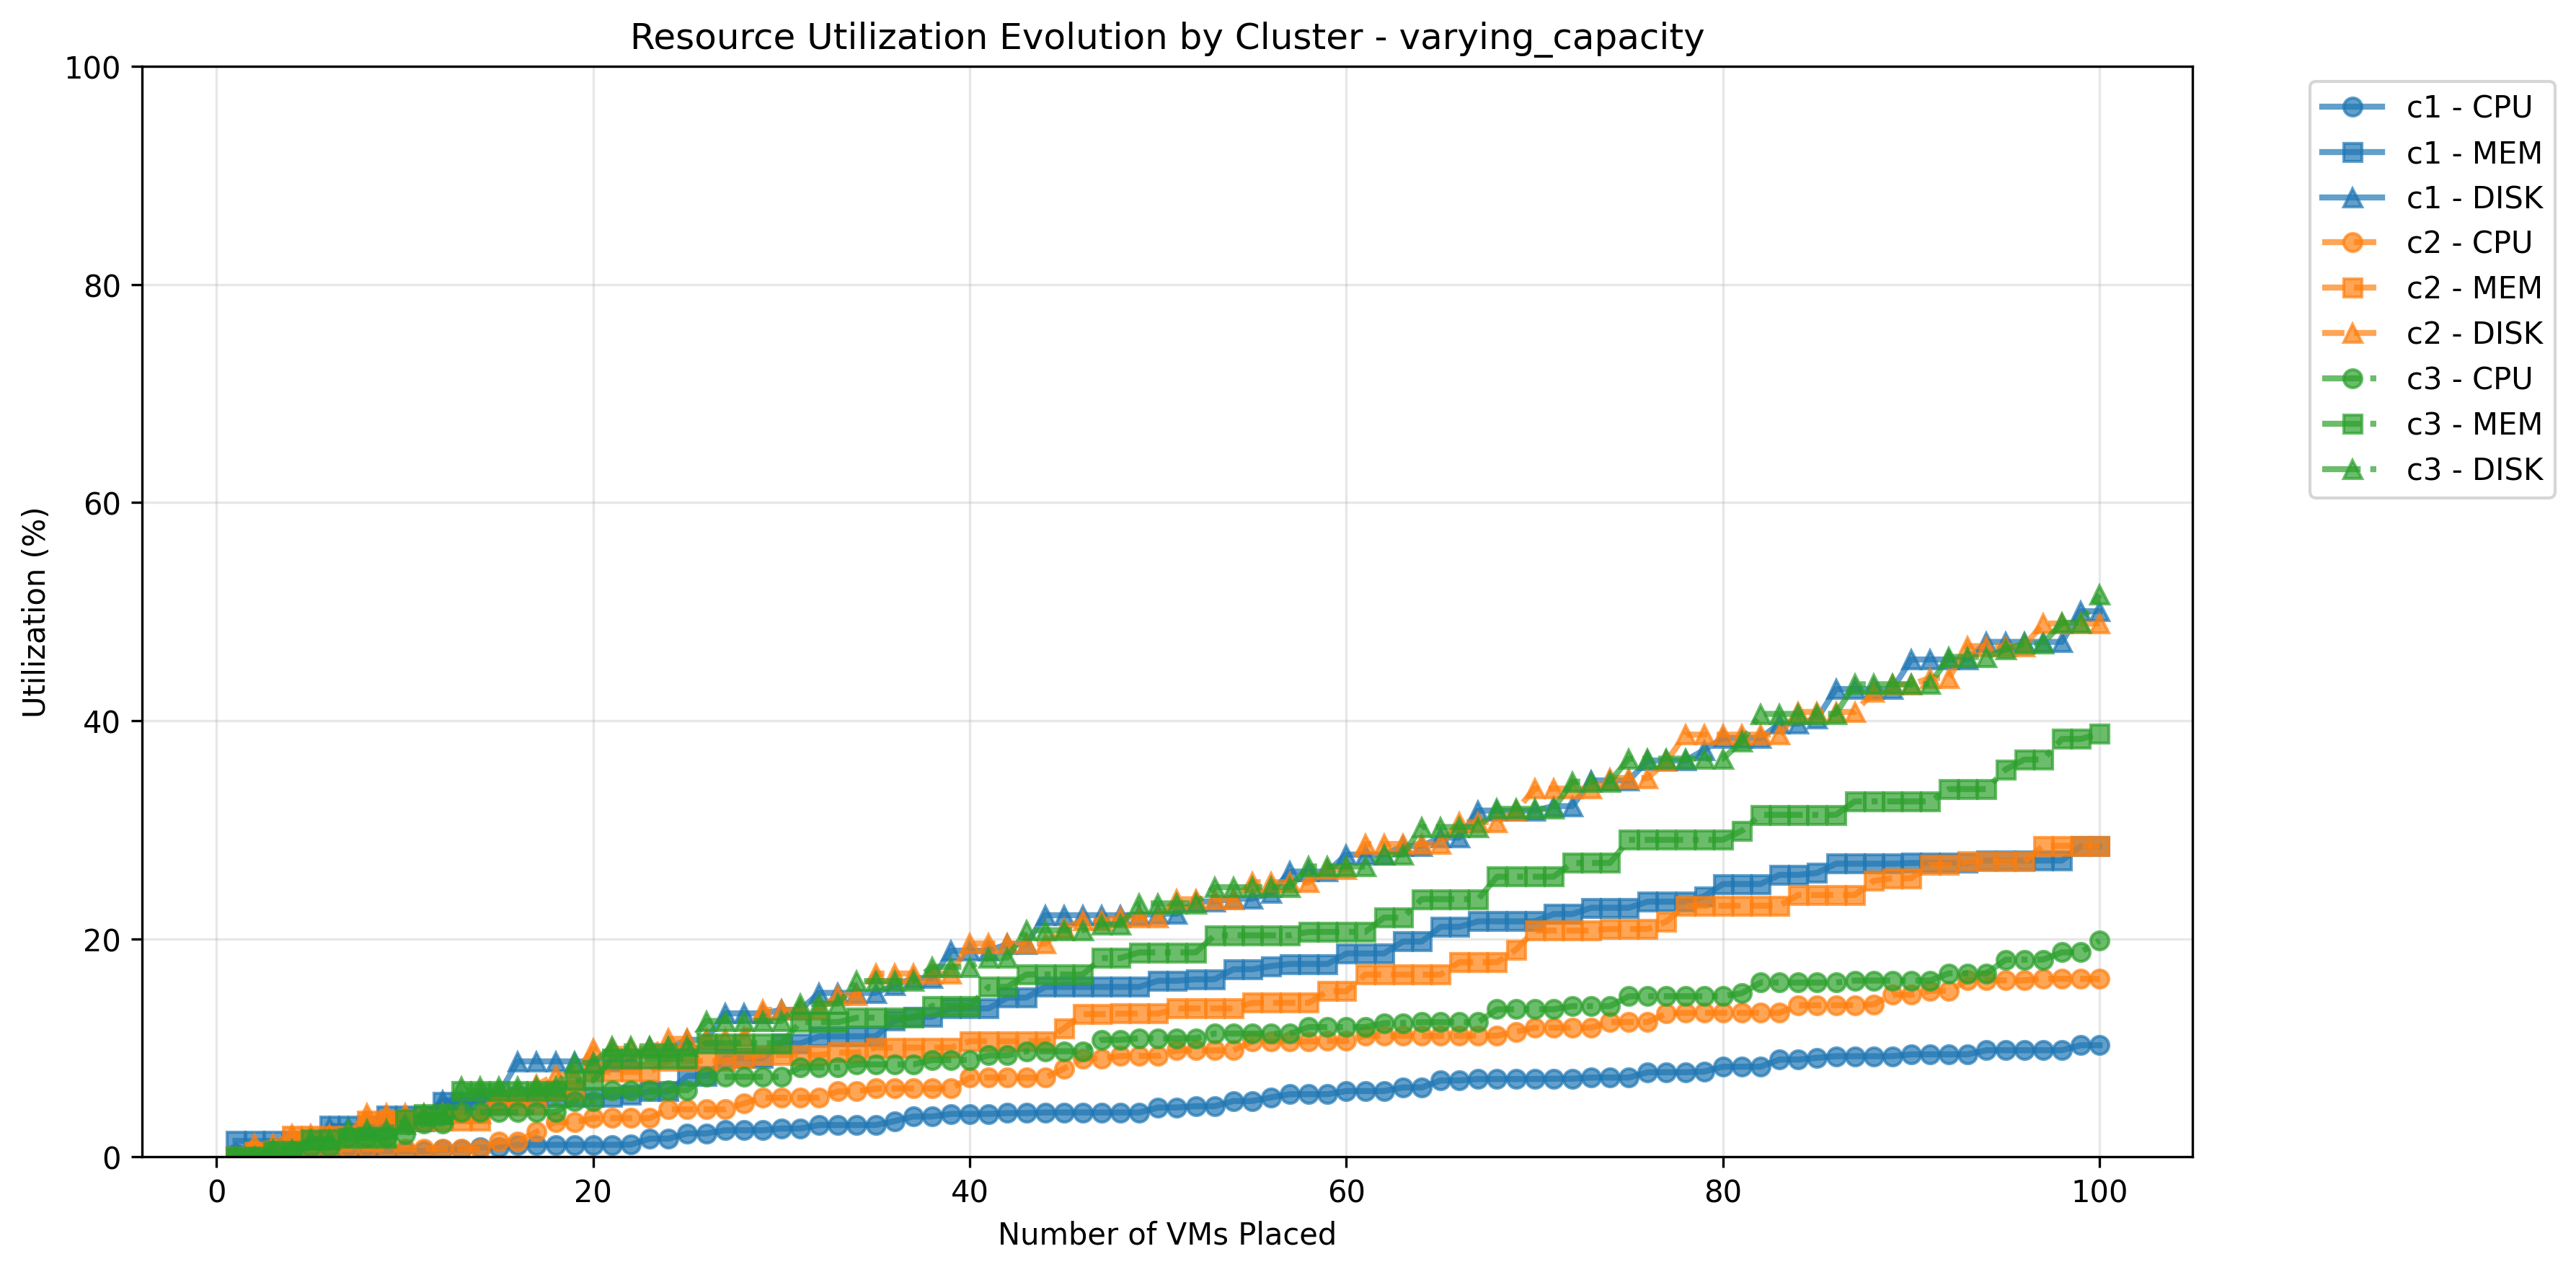 Resource Utilization Evolution by Cluster - varying_capacity
100
80
60
40
20
0
Utilization (%)
0
20
40
60
80
100
Number of VMs Placed
c1 - CPU
c1 - MEM
c1 - DISK
c2 - CPU
c2 - MEM
c2 - DISK
c3 - CPU
c3 - MEM
c3 - DISK